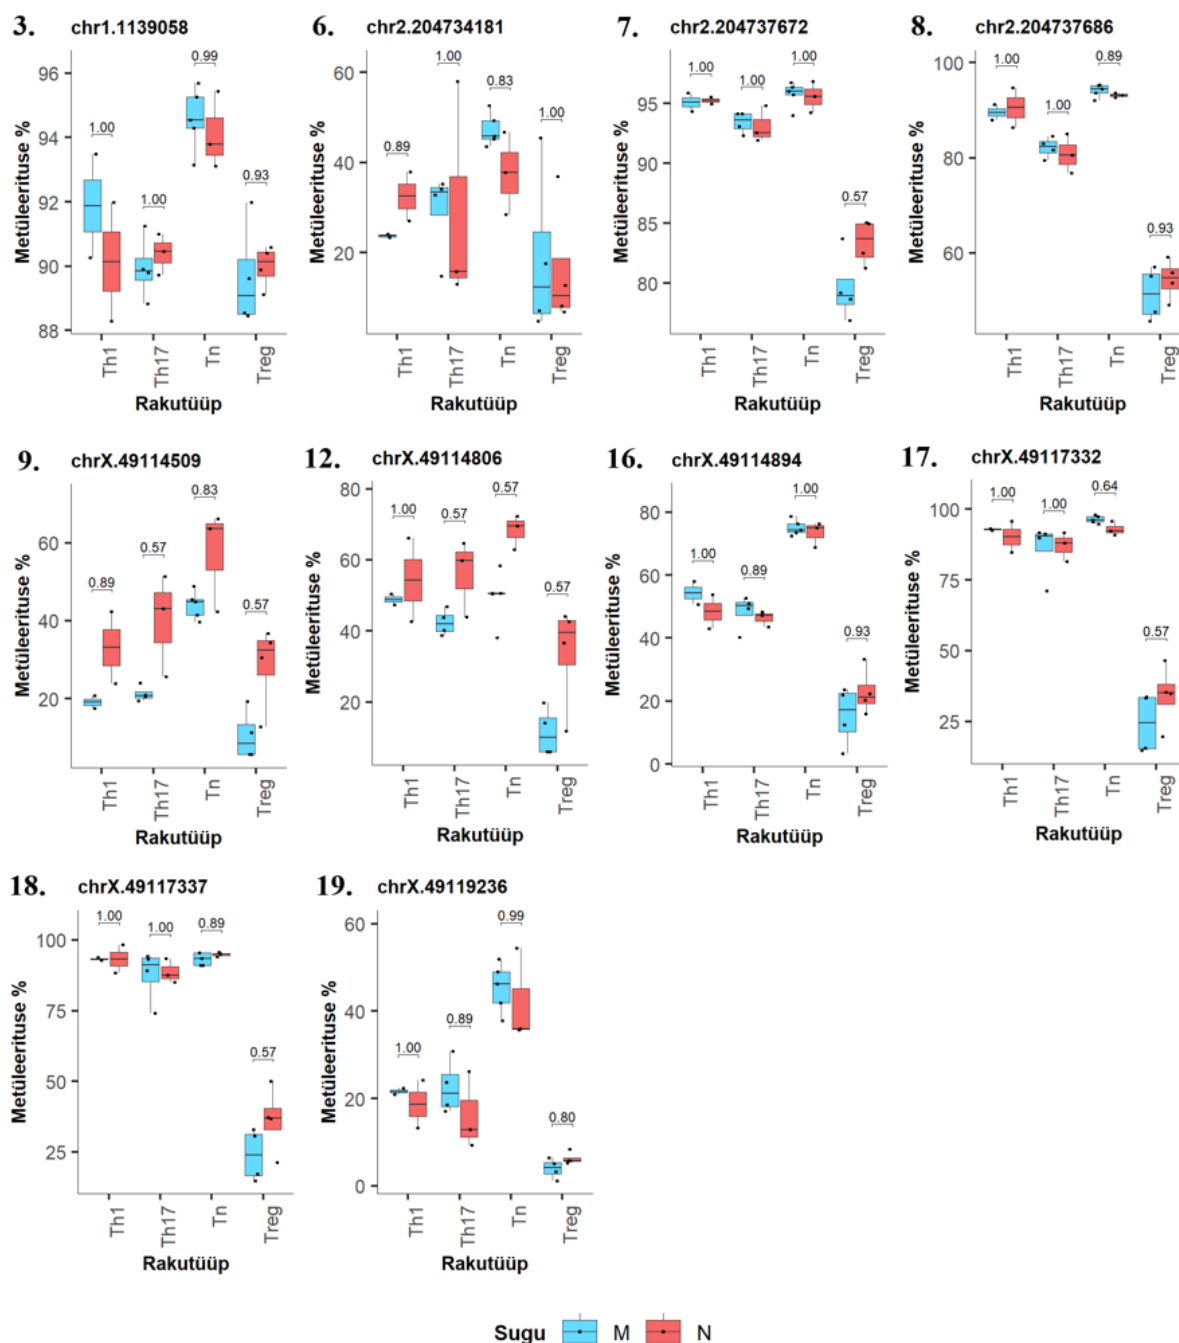 3. chr1.1139058
Metüleerituse %
96
94
92
90
88
1.00
1.00
0.99
0.93
Th1
Th17
Tn
Treg
Rakutüüp
6. chr2.204734181
Metüleerituse %
60
40
20
0.89
1.00
0.83
1.00
Th1
Th17
Tn
Treg
Rakutüüp
7. chr2.204737672
Metüleerituse %
95
90
85
80
1.00
1.00
1.00
0.57
Th1
Th17
Tn
Treg
Rakutüüp
8. chr2.204737686
Metüleerituse %
100
80
60
1.00
1.00
0.89
0.93
Th1
Th17
Tn
Treg
Rakutüüp
9. chrX.49114509
Metüleerituse %
60
40
20
0.89
0.57
0.83
0.57
Th1
Th17
Tn
Treg
Rakutüüp
12. chrX.49114806
Metüleerituse %
80
60
40
20
1.00
0.57
0.57
0.57
Th1
Th17
Tn
Treg
Rakutüüp
16. chrX.49114894
Metüleerituse %
80
60
40
20
0
1.00
0.89
1.00
0.93
Th1
Th17
Tn
Treg
Rakutüüp
17. chrX.49117332
Metüleerituse %
100
75
50
25
1.00
1.00
0.64
0.57
Th1
Th17
Tn
Treg
Rakutüüp
18. chrX.49117337
Metüleerituse %
100
75
50
25
1.00
1.00
0.89
0.57
Th1
Th17
Tn
Treg
Rakutüüp
19. chrX.49119236
Metüleerituse %
60
40
20
0
1.00
0.89
0.99
0.80
Th1
Th17
Tn
Treg
Rakutüüp
Sugu M N